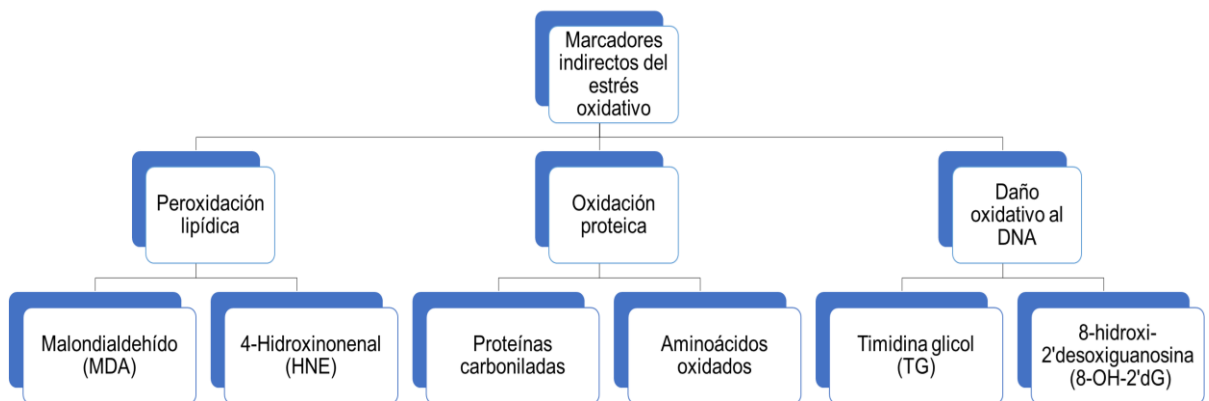 Marcadores
indirectos del
estrés
oxidativo
Peroxidación
lipídica
Oxidación
proteica
Daño
oxidativo al
DNA
Malondialdehído
(MDA)
4-Hidroxinonenal
(HNE)
Proteínas
carboniladas
Aminoácidos
oxidados
Timidina glicol
(TG)
8-hidroxi-
2'desoxiguanosina
(8-OH-2'dG)